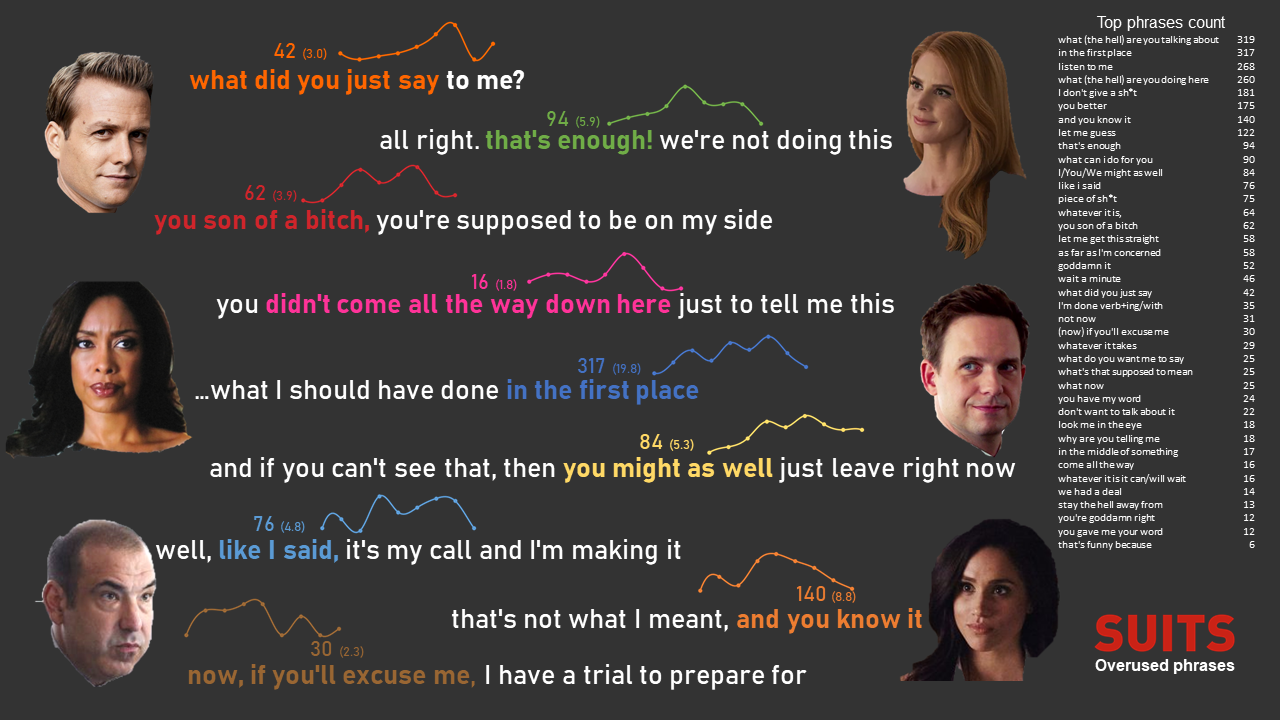 42 (3.0)
what did you just say to me?
94 (5.9)
all right. that's enough! we're not doing this
62 (3.9)
you son of a bitch, you're supposed to be on my side
16 (1.8)
you didn't come all the way down here just to tell me this
317 (19.8)
...what I should have done in the first place
84 (5.3)
and if you can't see that, then you might as well just leave right now
76 (4.8)
well, like I said, it's my call and I'm making it
140 (8.8)
that's not what I meant, and you know it
30 (2.3)
now, if you'll excuse me, I have a trial to prepare for
Top phrases count
what (the hell) are you talking about 319
in the first place 317
listen to me 268
what (the hell) are you doing here 260
I don't give a sh*t 181
you better 175
and you know it 140
let me guess 122
that's enough 94
what can i do for you 90
I/You/We might as well 84
like i said 76
piece of sh*t 75
whatever it is, 64
you son of a bitch 62
let me get this straight 58
as far as I'm concerned 58
goddamn it 52
wait a minute 46
what did you just say 42
I'm done verb+ing/with 35
not now 31
(now) if you'll excuse me 30
whatever it takes 29
what do you want me to say 25
what's that supposed to mean 25
what now 25
you have my word 24
don't want to talk about it 22
look me in the eye 18
why are you telling me 18
in the middle of something 17
come all the way 16
whatever it is it can/will wait 16
we had a deal 14
stay the hell away from 13
you're goddamn right 12
you gave me your word 12
that's funny because 6
SUITS
Overused phrases